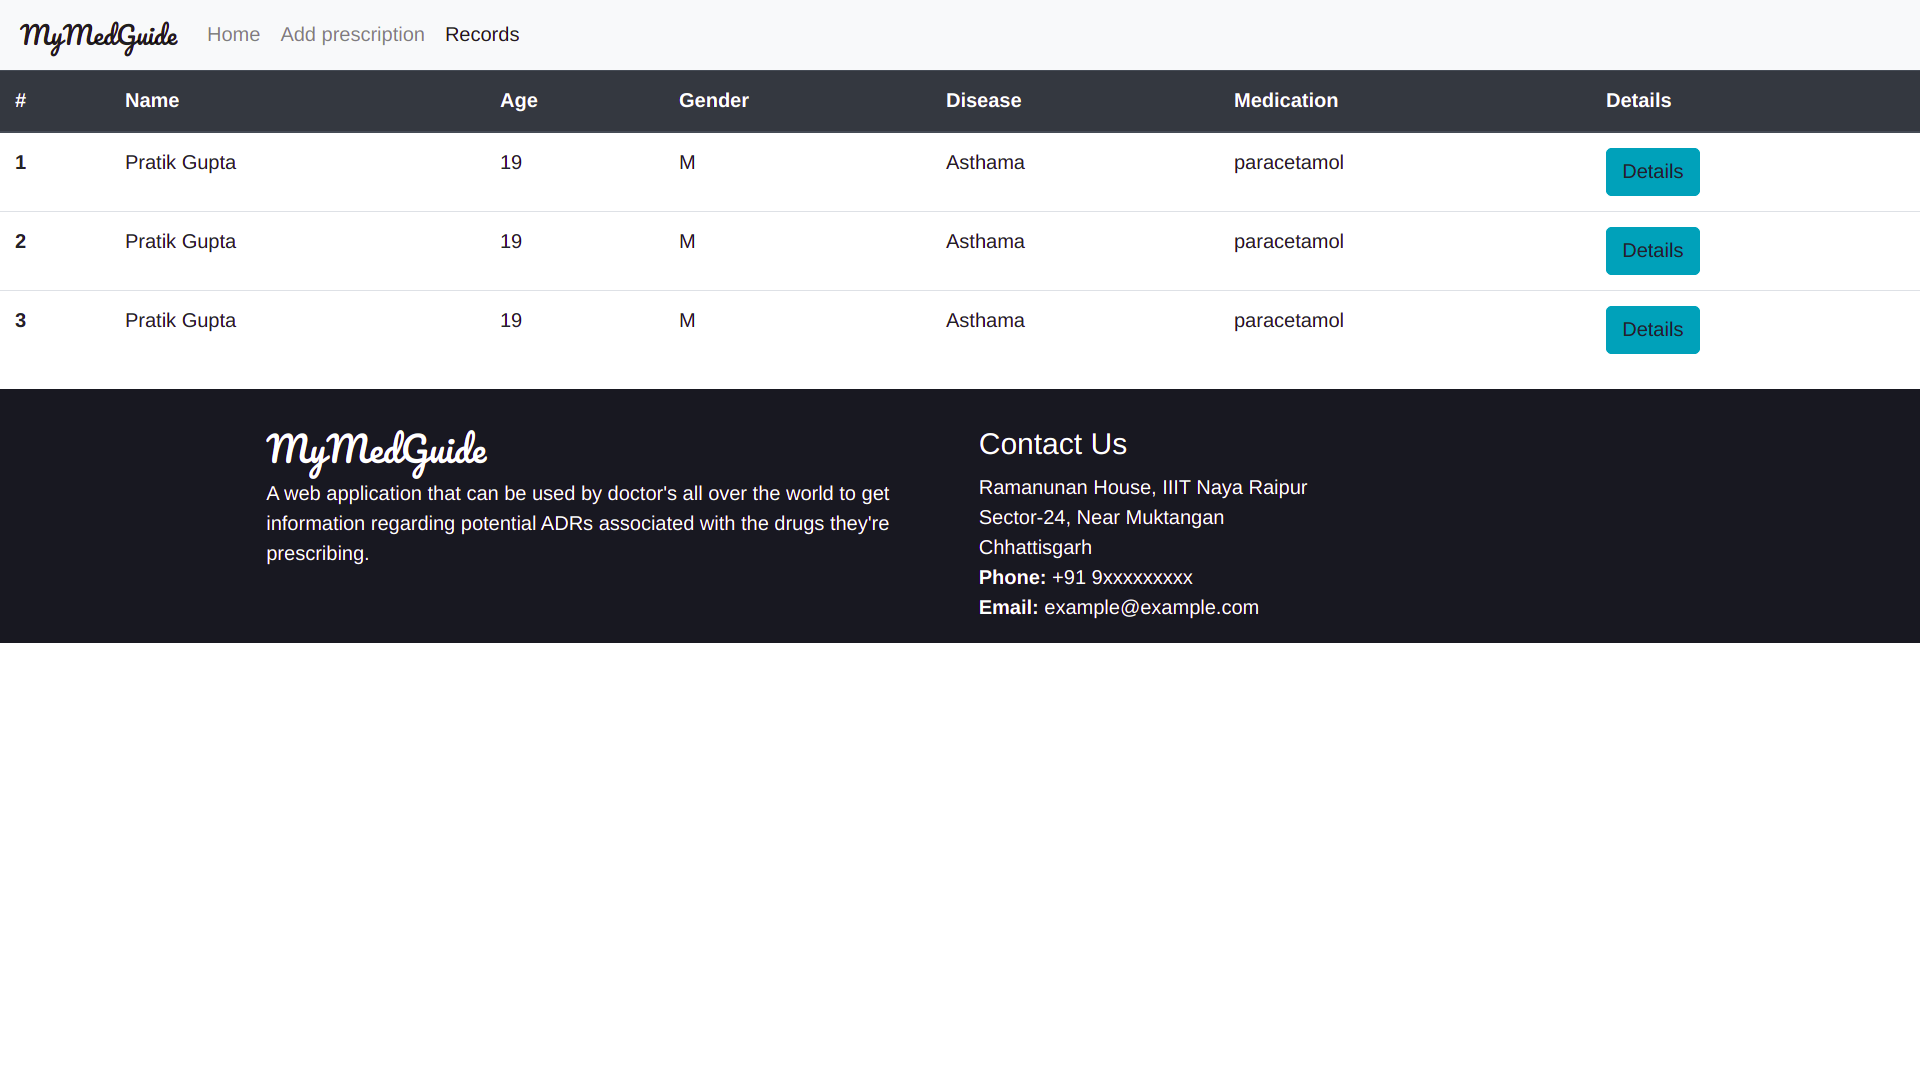 MyMedGuide Home Add prescription Records
# Name Age Gender Disease Medication Details
1 Pratik Gupta 19 M Asthama paracetamol Details
2 Pratik Gupta 19 M Asthama paracetamol Details
3 Pratik Gupta 19 M Asthama paracetamol Details
MyMedGuide
A web application that can be used by doctor's all over the world to get
information regarding potential ADRs associated with the drugs they're
prescribing.
Contact Us
Ramanunan House, IIIT Naya Raipur
Sector-24, Near Muktangan
Chhattisgarh
Phone: +91 9xxxxxxxxx
Email: example@example.com